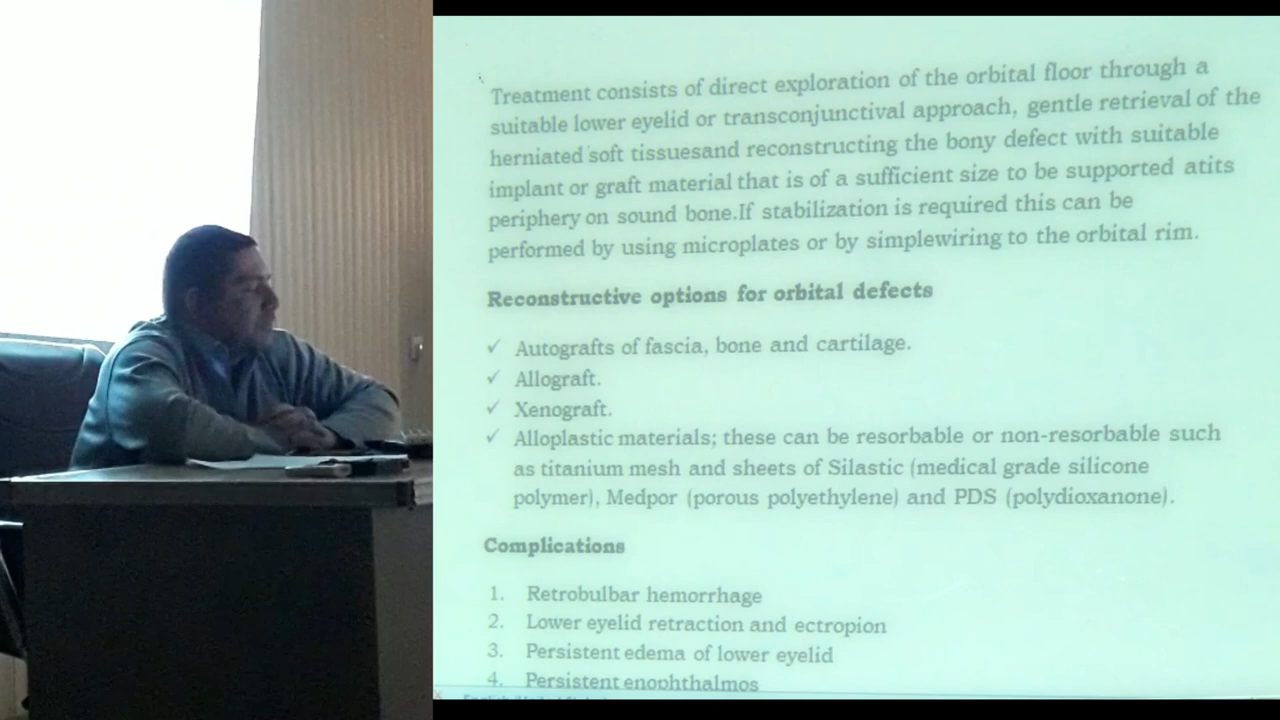 Treatment consists of direct exploration of the orbital floor through a
suitable lower eyelid or transconjunctival approach, gentle retrieval of the
herniated soft tissuesand reconstructing the bony defect with suitable
implant or graft material that is of a sufficient size to be supported atits
periphery on sound bone.If stabilization is required this can be
performed by using microplates or by simplewiring to the orbital rim.
Reconstructive options for orbital defects
✓ Autografts of fascia, bone and cartilage.
✓ Allograft.
✓ Xenograft.
✓ Alloplastic materials; these can be resorbable or non-resorbable such
as titanium mesh and sheets of Silastic (medical grade silicone
polymer), Medpor (porous polyethylene) and PDS (polydioxanone).
Complications
1. Retrobulbar hemorrhage
2. Lower eyelid retraction and ectropion
3. Persistent edema of lower eyelid
4. Persistent enophthalmos